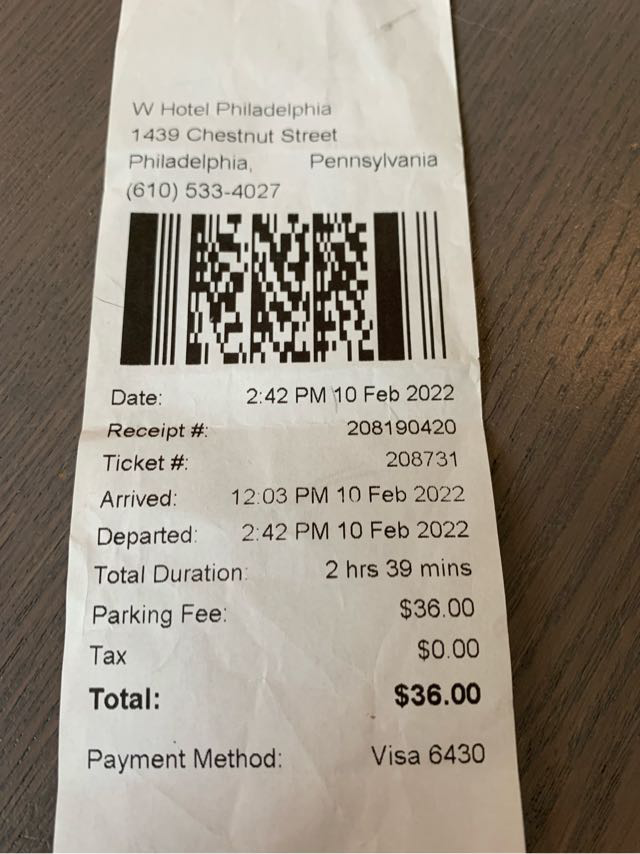 W Hotel Philadelphia
1439 Chestnut Street
Philadelphia, Pennsylvania
(610) 533-4027
Date: 2:42 PM 10 Feb 2022
Receipt #: 208190420
Ticket #: 208731
Arrived: 12:03 PM 10 Feb 2022
Departed: 2:42 PM 10 Feb 2022
Total Duration: 2 hrs 39 mins
Parking Fee: $36.00
Tax $0.00
Total: $36.00
Payment Method: Visa 6430